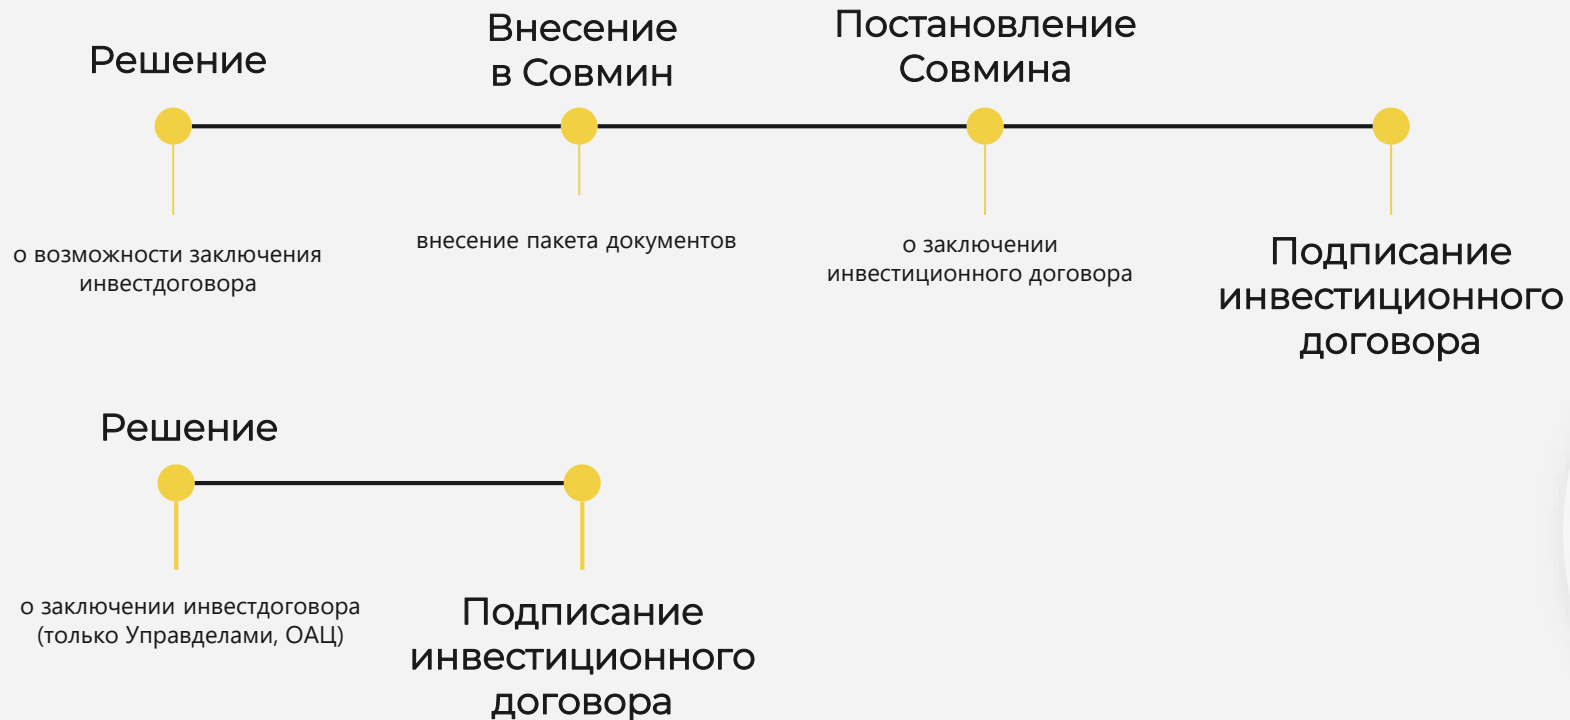 Решение
о возможности заключения
инвестдоговора
Внесение
в Совмин
внесение пакета документов
Постановление
Совмина
о заключении
инвестиционного договора
Подписание
инвестиционного
договора
Решение
о заключении инвестдоговора
(только Управделами, ОАЦ)
Подписание
инвестиционного
договора